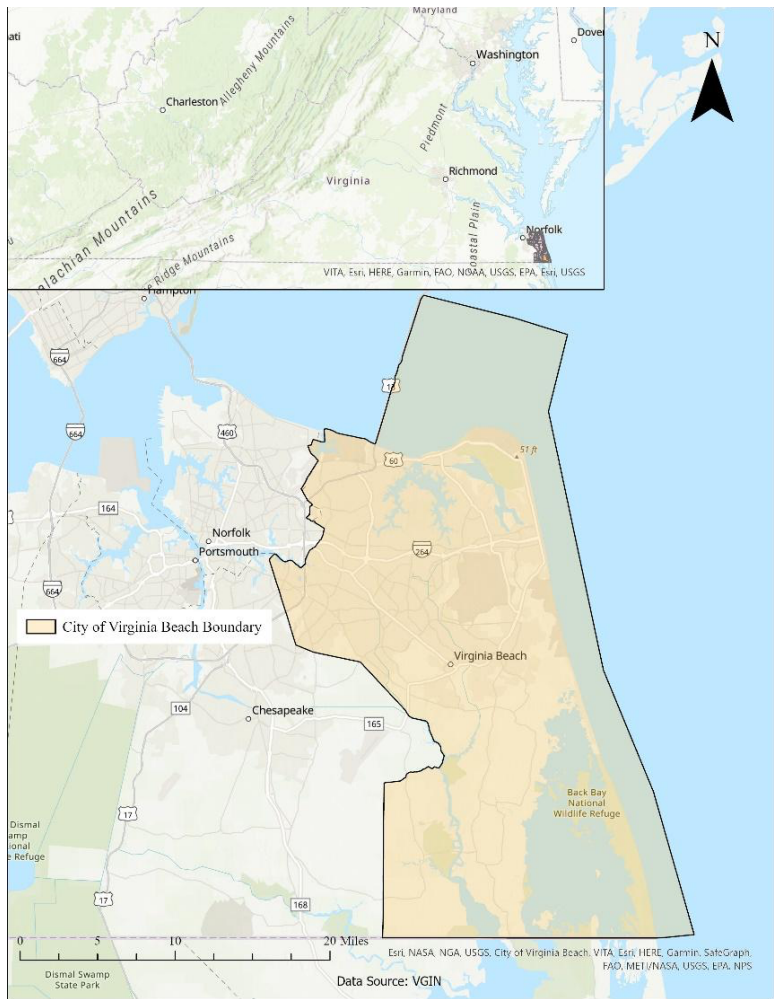 Maryland
ati
Dover
Washington
Allegheny Mountains
Charleston
Piedmont
Richmond
Virginia
Appalachian Mountains
Norfolk
Coastal Plain
e Ridge Mountains
VITA, Esri, HERE, Garmin, FAO, NOAA, USGS, EPA, Esri, USGS
N
Hampton
664
13
664
460
60
51 ft
164
Norfolk
Portsmouth
264
664
City of Virginia Beach Boundary
Virginia Beach
104
Chesapeake
165
Back Bay
National
Wildlife Refuge
17
Dismal
amp
ional
e Refuge
17
168
0 5 10 20 Miles
Esri, NASA, NGA, USGS, City of Virginia Beach, VITA, Esri, HERE, Garmin, SafeGraph,
FAO, METI/NASA, USGS, EPA, NPS
Dismal Swamp
State Park
Data Source: VGIN